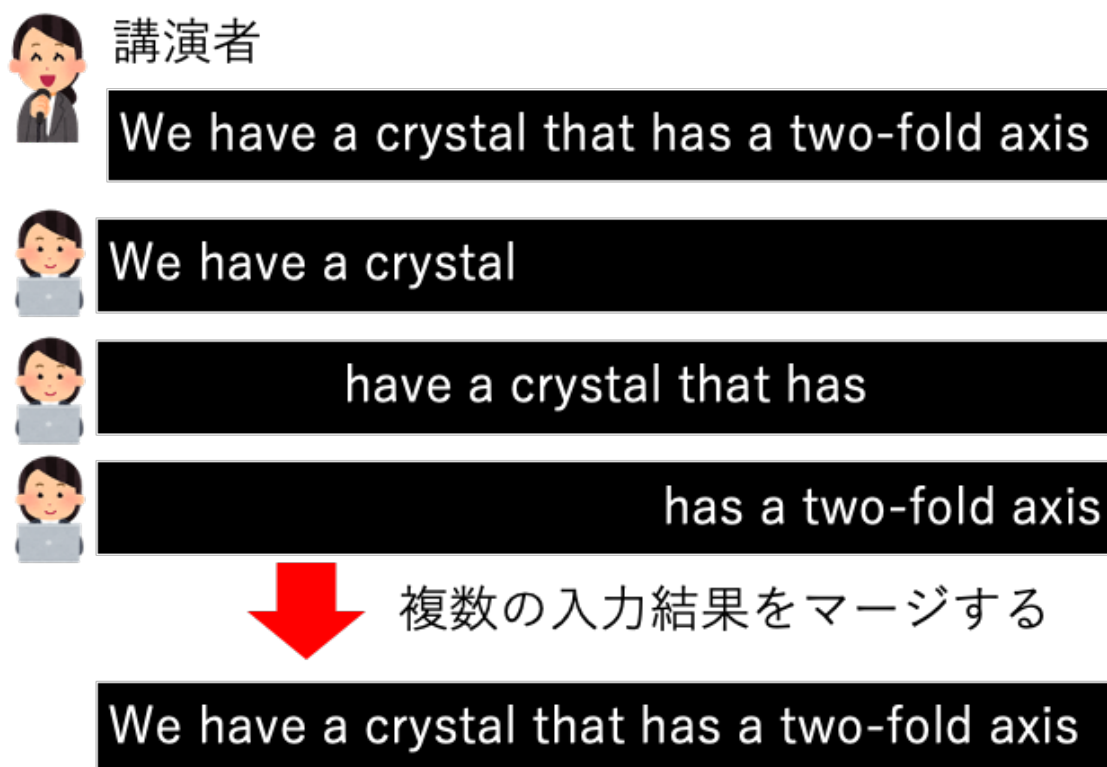 講演者
We have a crystal that has a two-fold axis
We have a crystal
have a crystal that has
has a two-fold axis
複数の入力結果をマージする
We have a crystal that has a two-fold axis